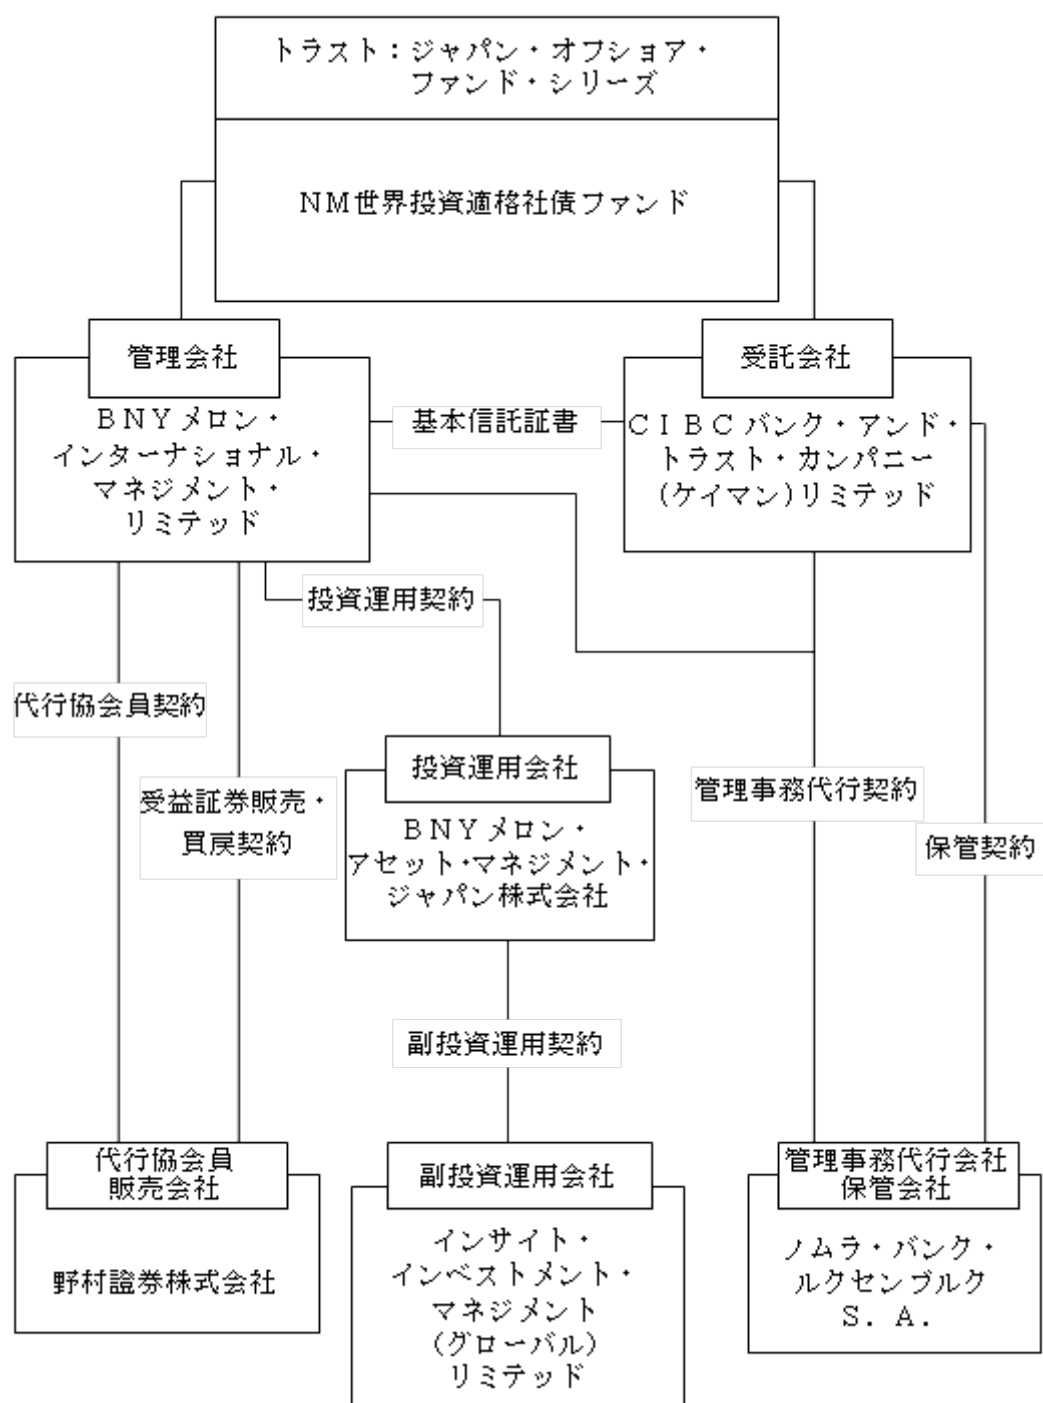 トラスト：ジャパン・オフショア・
ファンド・シリーズ
ＮＭ世界投資適格社債ファンド
管理会社
受託会社
ＢＮＹメロン・
インターナショナル・
マネジメント・
リミテッド
基本信託証書
ＣＩＢＣバンク・アンド・
トラスト・カンパニー
(ケイマン)リミテッド
投資運用契約
代行協会員契約
受益証券販売・
買戻契約
投資運用会社
ＢＮＹメロン・
アセット・マネジメント・
ジャパン株式会社
管理事務代行契約
保管契約
副投資運用契約
代行協会員
販売会社
野村證券株式会社
副投資運用会社
インサイト・
インベストメント・
マネジメント
(グローバル)
リミテッド
管理事務代行会社
保管会社
ノムラ・バンク・
ルクセンブルク
Ｓ．Ａ．